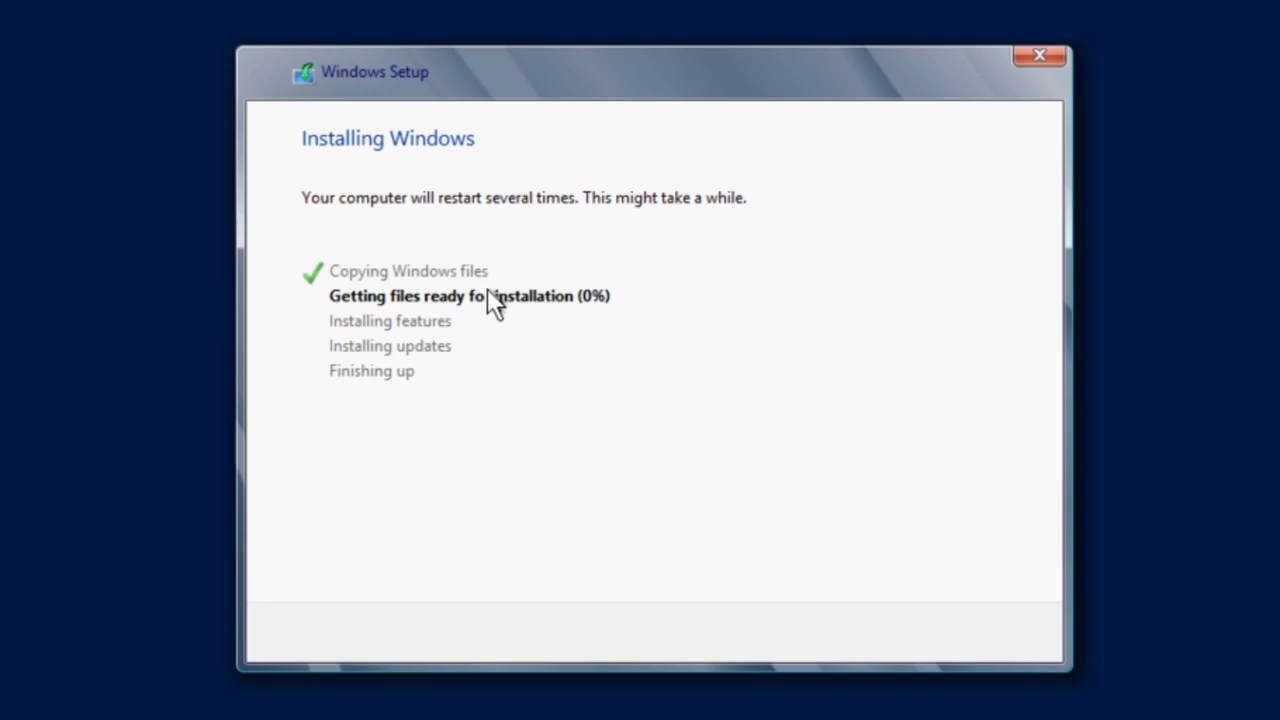 Windows Setup
Installing Windows
Your computer will restart several times. This might take a while.
Copying Windows files
Getting files ready for installation (0%)
Installing features
Installing updates
Finishing up